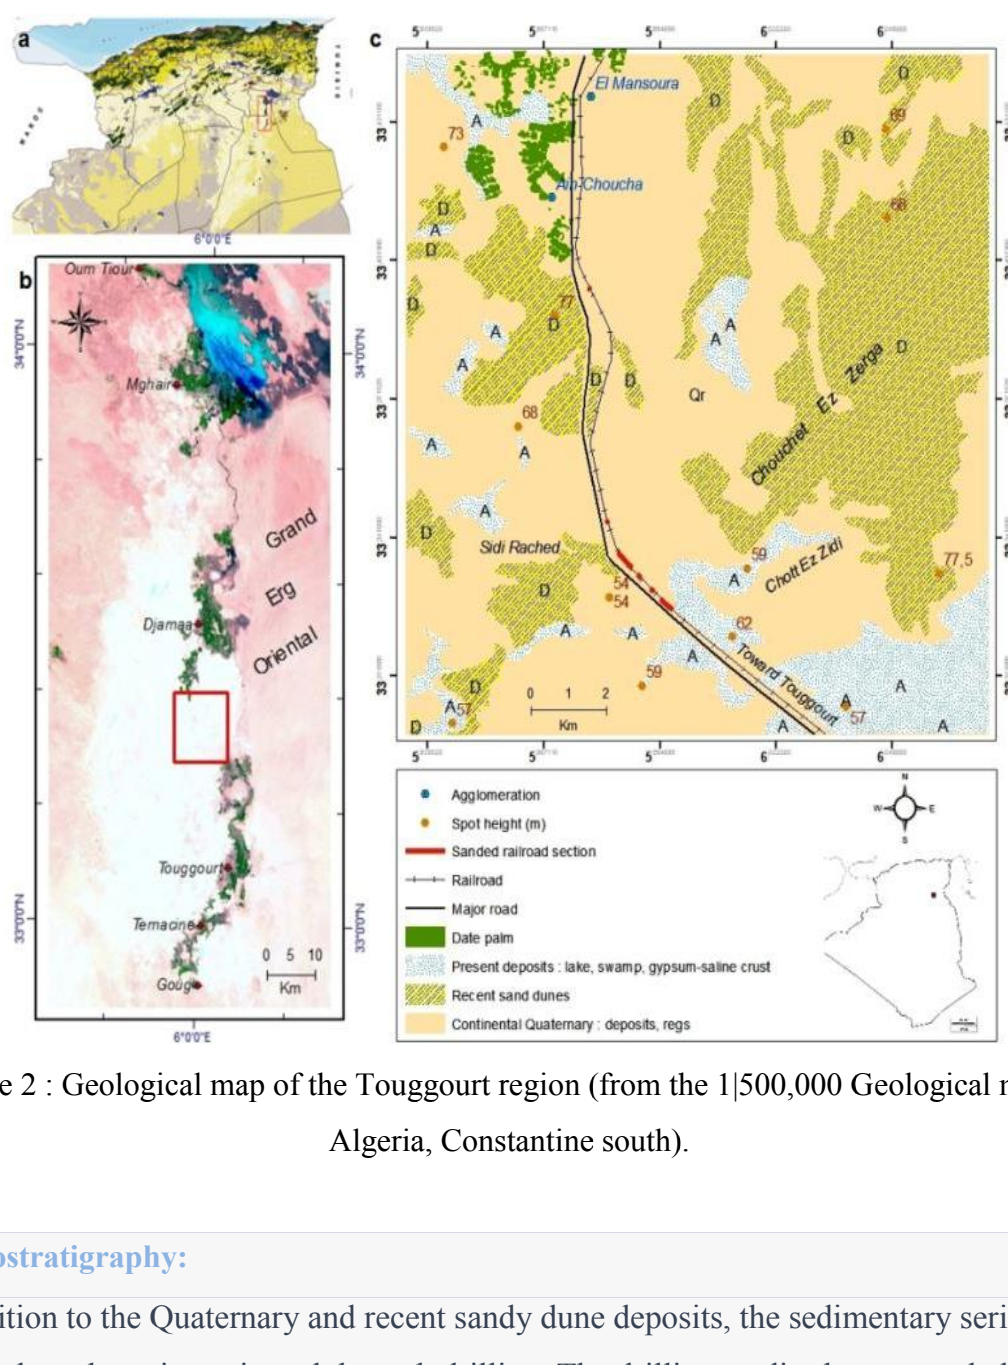 a
6°0'0"E
b
Oum Tiour
34°0'0"N
34°0'0"N
Mghair
Grand
Erg
Oriental
Djamaa
Touggourt
Temacine
Goug
33°0'0"N
33°0'0"N
0 5 10
Km
6°0'0"E
c
El Mansoura
Ain Choucha
A
73
D
69
D
D
68
D
A
D
D
77
D
A
A
A
A
D
D
D
Qr
Chouchet Ez Zerga
68
A
A
A
D
Sidi Rached
54
54
D
59
A
Chott Ez Zidi
77,5
62
A
A
A
Toward Touggourt
59
D
A
57
D
0 1 2
Km
A
57
A
A
A
33
33
33
33
33
Agglomeration
Spot height (m)
Sanded railroad section
Railroad
Major road
Date palm
Present deposits : lake, swamp, gypsum-saline crust
Recent sand dunes
Continental Quaternary : deposits, regs
N
W
E
S
e 2 : Geological map of the Touggourt region (from the 1|500,000 Geological
Algeria, Constantine south).
ostratigraphy:
ition to the Quaternary and recent sandy dune deposits, the sedimentary seri